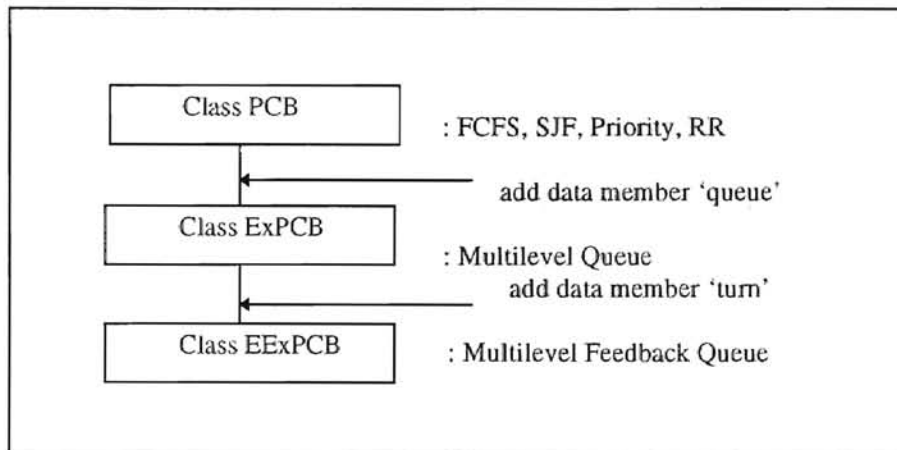 Class PCB
: FCFS, SJF, Priority, RR
add data member ‘queue’
Class ExPCB
: Multilevel Queue
add data member ‘turn’
Class EExPCB
: Multilevel Feedback Queue